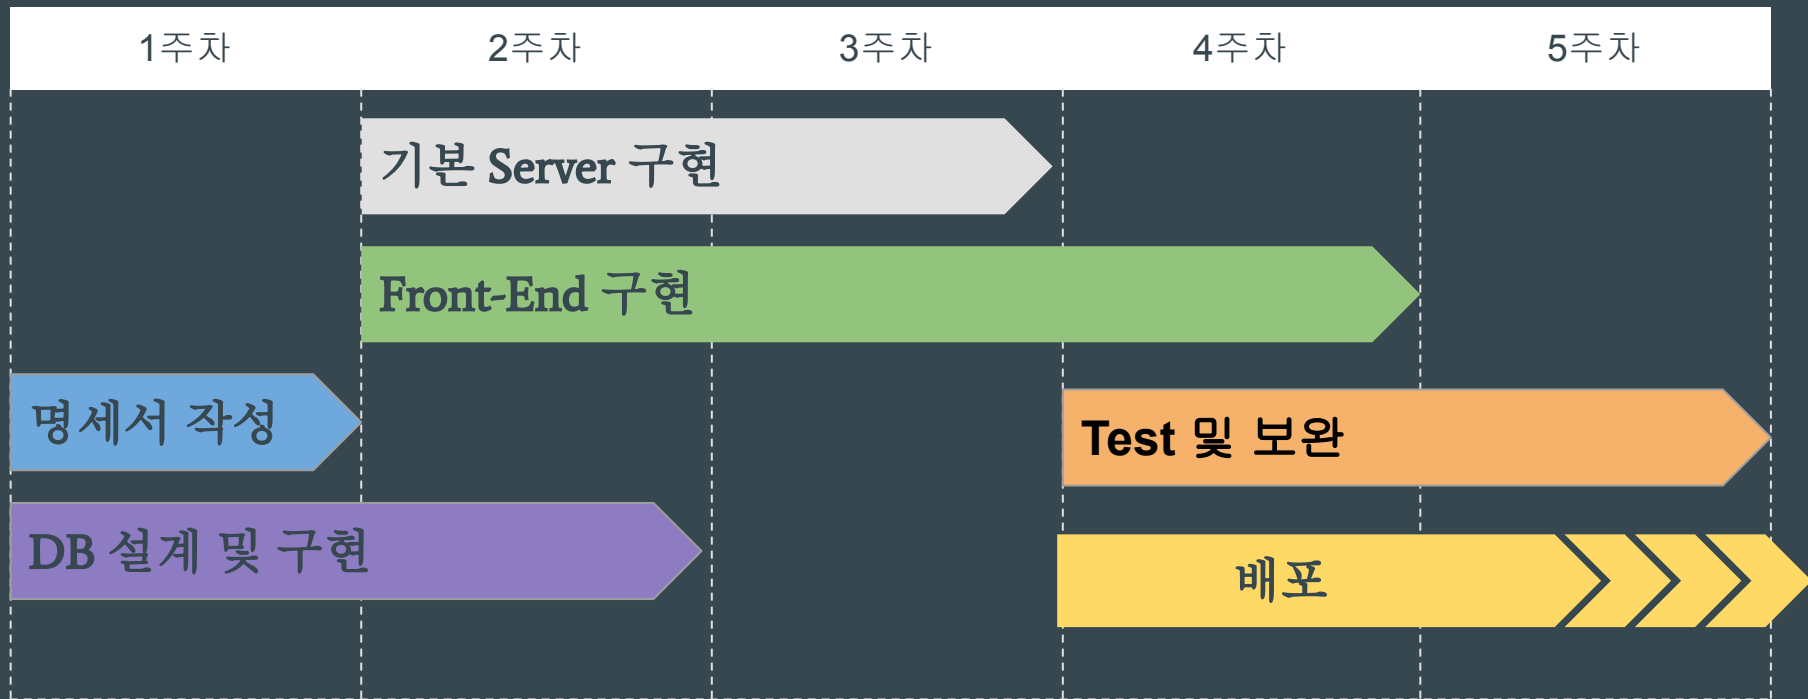 1주차 2주차 3주차 4주차 5주차
기본 Server 구현
Front-End 구현
명세서 작성
Test 및 보완
DB 설계 및 구현
배포